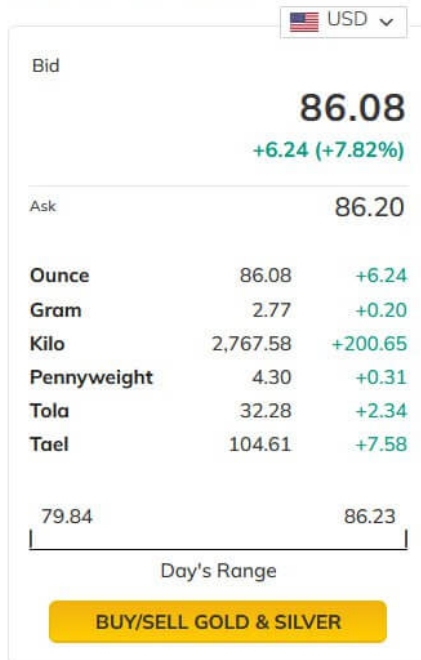 USD
Bid
86.08
+6.24 (+7.82%)
Ask 86.20
Ounce 86.08 +6.24
Gram 2.77 +0.20
Kilo 2,767.58 +200.65
Pennyweight 4.30 +0.31
Tola 32.28 +2.34
Tael 104.61 +7.58
79.84 86.23
Day's Range
BUY/SELL GOLD & SILVER